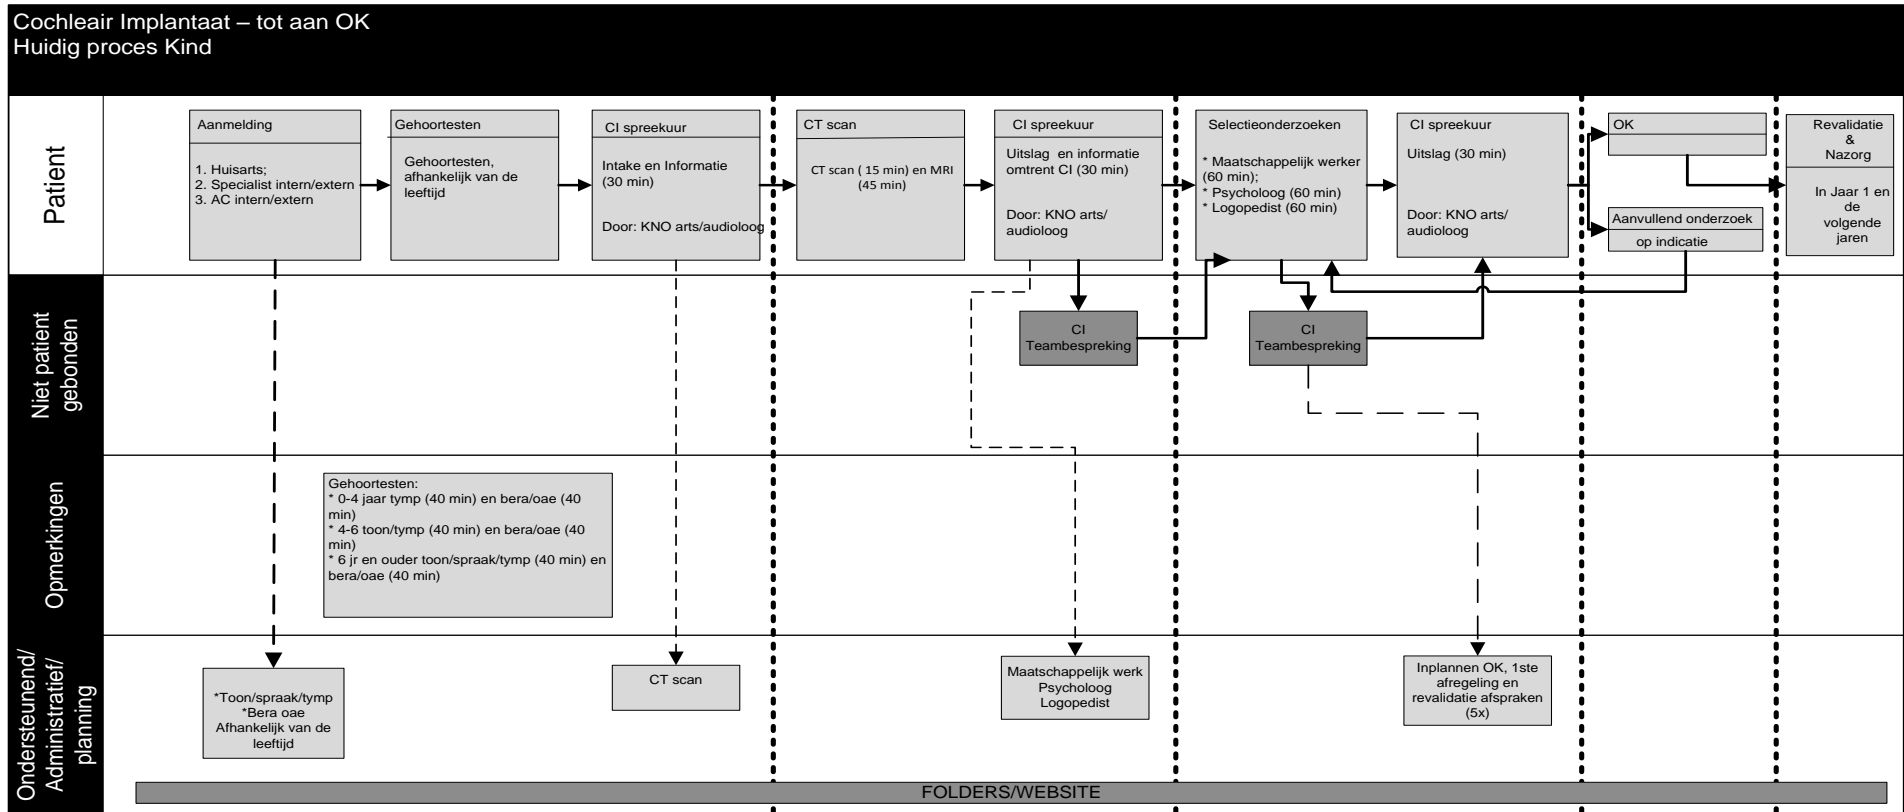 Cochleair Implantaat – tot aan OK
Huidig proces Kind
Patient
Aanmelding
1. Huisarts;
2. Specialist intern/extern
3. AC intern/extern
Gehoortesten
Gehoortesten,
afhankelijk van de
leeftijd
CI spreekuur
Intake en Informatie
(30 min)
Door: KNO arts/audioloog
CT scan
CT scan ( 15 min) en MRI
(45 min)
CI spreekuur
Uitslag en informatie
omtrent CI (30 min)
Door: KNO arts/
audioloog
Selectieonderzoeken
* Maatschappelijk werker
(60 min);
* Psycholoog (60 min)
* Logopedist (60 min)
CI spreekuur
Uitslag (30 min)
Door: KNO arts/
audioloog
OK
Aanvullend onderzoek
op indicatie
Revalidatie
&
Nazorg
In Jaar 1 en
de
volgende
jaren
Niet patient
gebonden
CI
Teambespreking
CI
Teambespreking
Opmerkingen
Gehoortesten:
* 0-4 jaar tymp (40 min) en bera/oae (40
min)
* 4-6 toon/tymp (40 min) en bera/oae (40
min)
* 6 jr en ouder toon/spraak/tymp (40 min) en
bera/oae (40 min)
Ondersteunend/
Administratief/
planning
*Toon/spraak/tymp
*Bera oae
Afhankelijk van de
leeftijd
CT scan
Maatschappelijk werk
Psycholoog
Logopedist
Inplannen OK, 1ste
afregeling en
revalidatie afspraken
(5x)
FOLDERS/WEBSITE